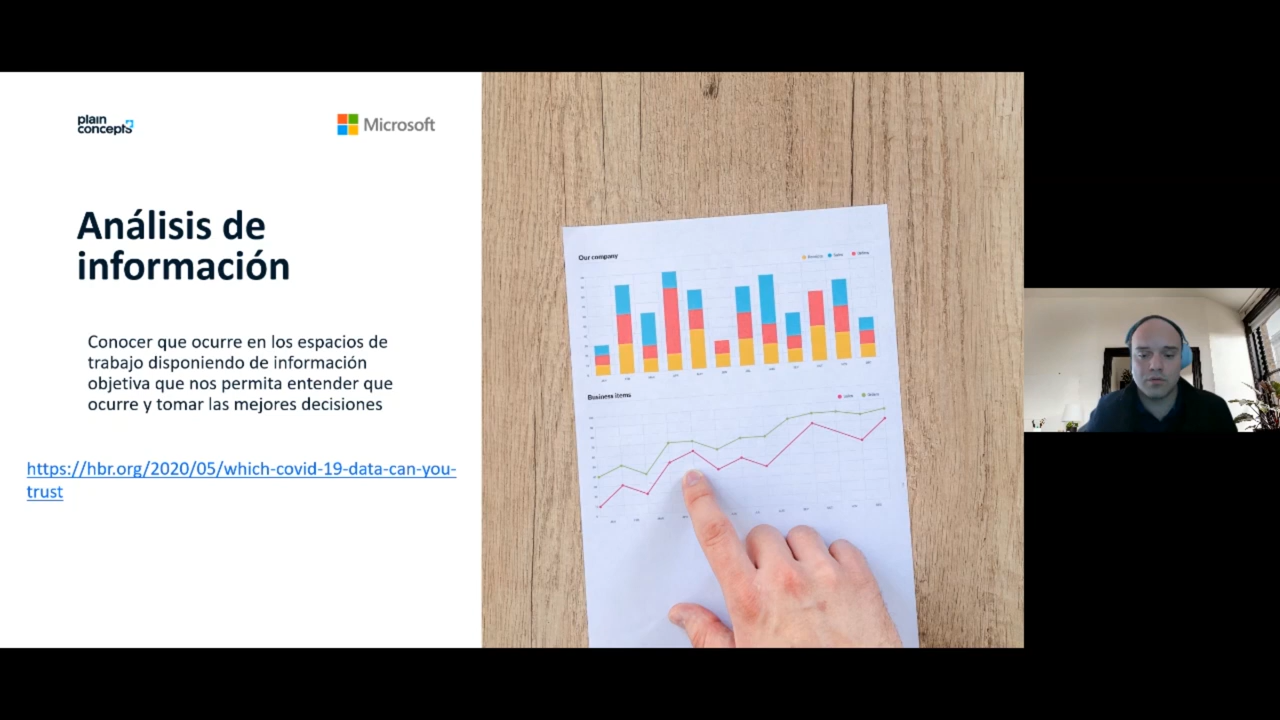 plain
concepts
Microsoft
Análisis de
información
Conocer que ocurre en los espacios de
trabajo disponiendo de información
objetiva que nos permita entender que
ocurre y tomar las mejores decisiones
https://hbr.org/2020/05/which-covid-19-data-can-you-
trust
Our company
Business items